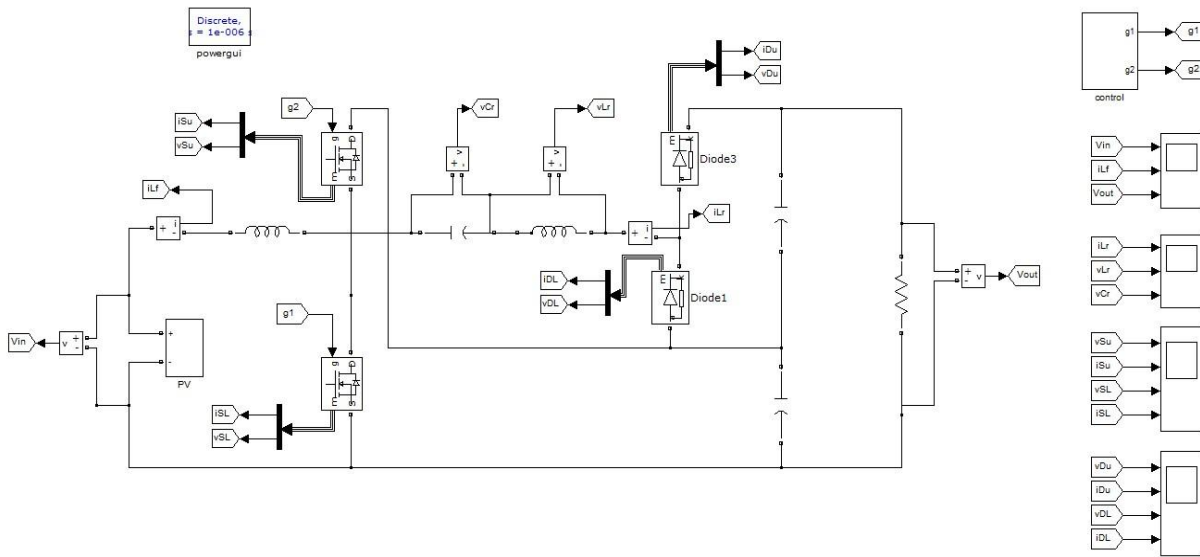 Discrete,
s = 1e-006 s
powergui
iSu
vSu
g2
iLf
vCr
vLr
iDu
vDu
Diode3
iLr
iDL
vDL
Diode1
g1
iSL
vSL
Vin
v
+
-
PV
v
Vout
g1
g2
control
g1
g2
Vin
iLf
Vout
iLr
vLr
vCr
vSu
iSu
vSL
iSL
vDu
iDu
vDL
iDL